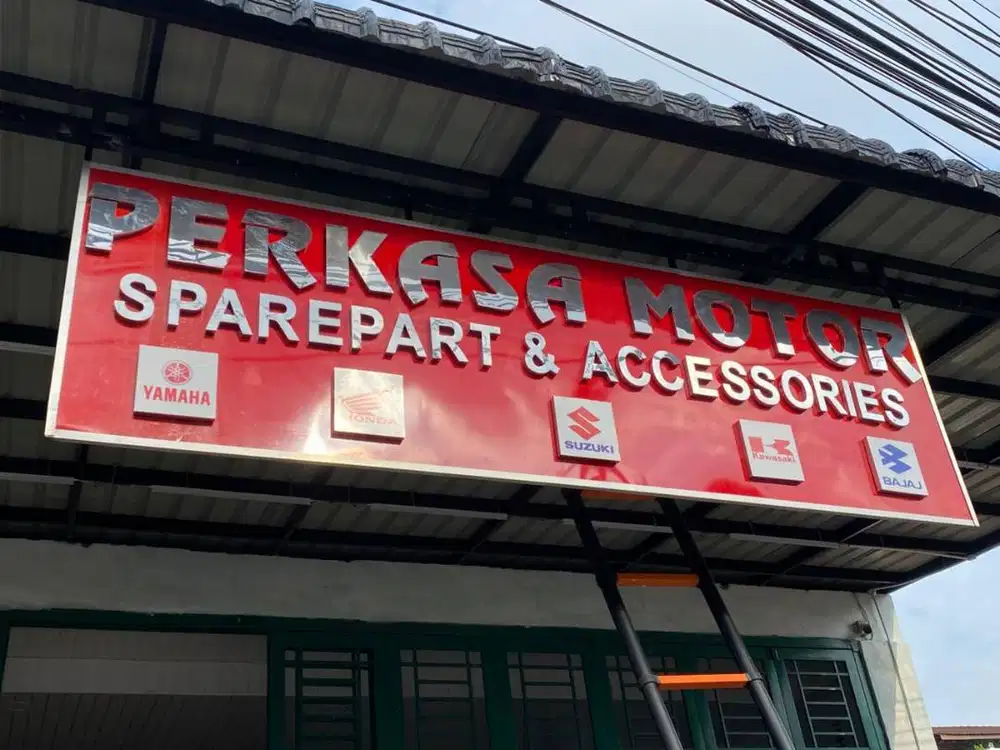 PERKASA MOTOR
SPAREPART & ACCESSORIES
YAMAHA
HONDA
SUZUKI
Kawasaki
BAJAJ